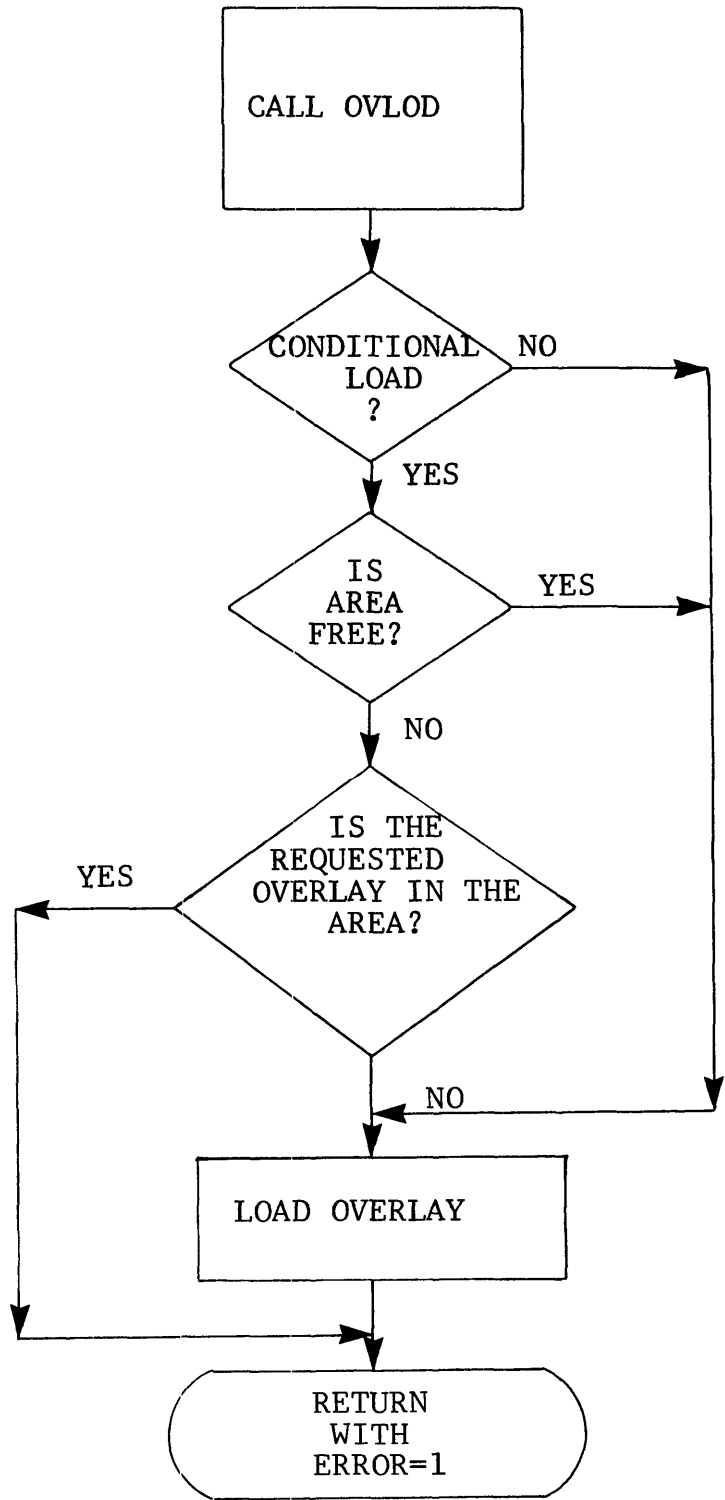 CALL OVLOD
CONDITIONAL
LOAD
?
NO
YES
IS
AREA
FREE?
YES
NO
IS THE
REQUESTED
OVERLAY IN THE
AREA?
YES
NO
LOAD OVERLAY
RETURN
WITH
ERROR=1